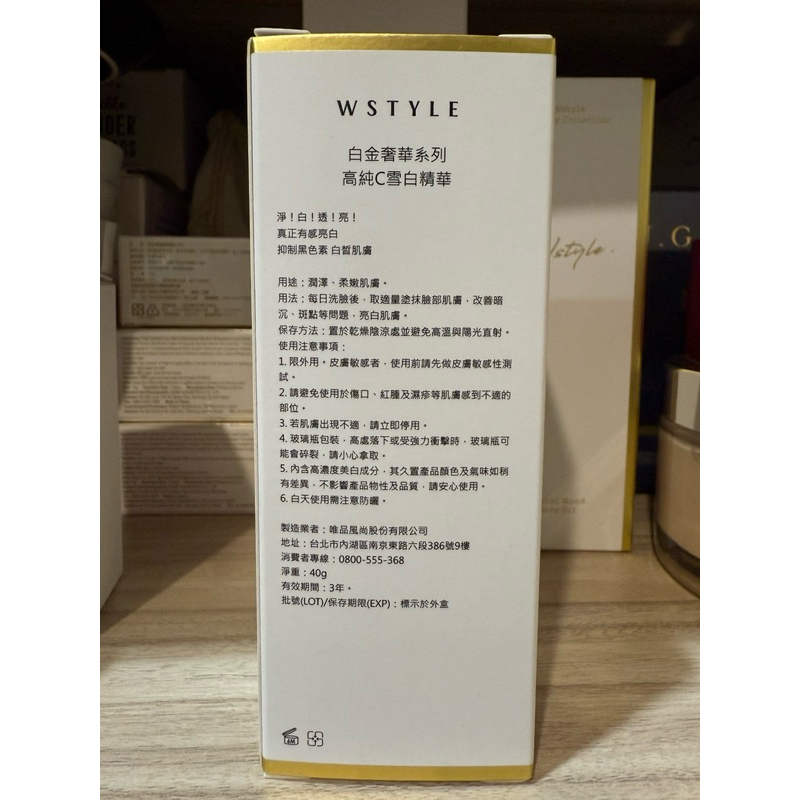 WSTYLE
白金奢華系列
高純C雪白精華
淨！白！透！亮！
真正有感亮白
抑制黑色素 白皙肌膚
用途：潤澤、柔嫩肌膚。
用法：每日洗臉後，取適量塗抹臉部肌膚，改善暗
沉、斑點等問題，亮白肌膚。
保存方法：置於乾燥陰涼處並避免高溫與陽光直射。
使用注意事項：
1. 限外用。皮膚敏感者，使用前請先做皮膚敏感性測
試。
2. 請避免使用於傷口、紅腫及濕疹等肌膚感到不適的
部位。
3. 若肌膚出現不適，請立即停用。
4. 玻璃瓶包裝，高處落下或受強力衝擊時，玻璃瓶可
能會碎裂，請小心拿取。
5. 內含高濃度美白成分，其久置產品顏色及氣味如稍
有差異，不影響產品物性及品質，請安心使用。
6. 白天使用需注意防曬。
製造業者：唯品風尚股份有限公司
地址：台北市內湖區南京東路六段386號9樓
消費者專線：0800-555-368
淨重：40g
有效期間：3年。
批號(LOT)/保存期限(EXP)：標示於外盒